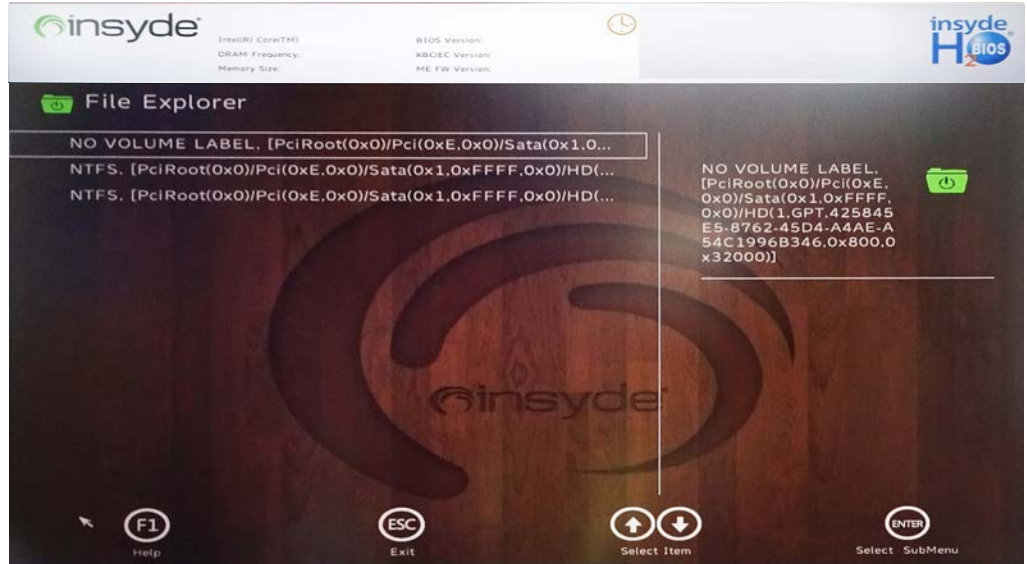 insyde
Intel(R) Core(TM)
DRAM Frequency:
Memory Size:
BIOS Version:
KBC/EC Version:
ME FW Version:
insyde
H2O BIOS
File Explorer
NO VOLUME LABEL, [PciRoot(0x0)/Pci(0xE,0x0)/Sata(0x1,0...
NTFS, [PciRoot(0x0)/Pci(0xE,0x0)/Sata(0x1,0xFFFF,0x0)/HD(...
NTFS, [PciRoot(0x0)/Pci(0xE,0x0)/Sata(0x1,0xFFFF,0x0)/HD(...
NO VOLUME LABEL,
[PciRoot(0x0)/Pci(0xE,
0x0)/Sata(0x1,0xFFFF,
0x0)/HD(1,GPT,425845
E5-8762-45D4-A4AE-A
54C1996B346,0x800,0
x32000)]
insyde
F1
Help
ESC
Exit
Select Item
ENTER
Select SubMenu